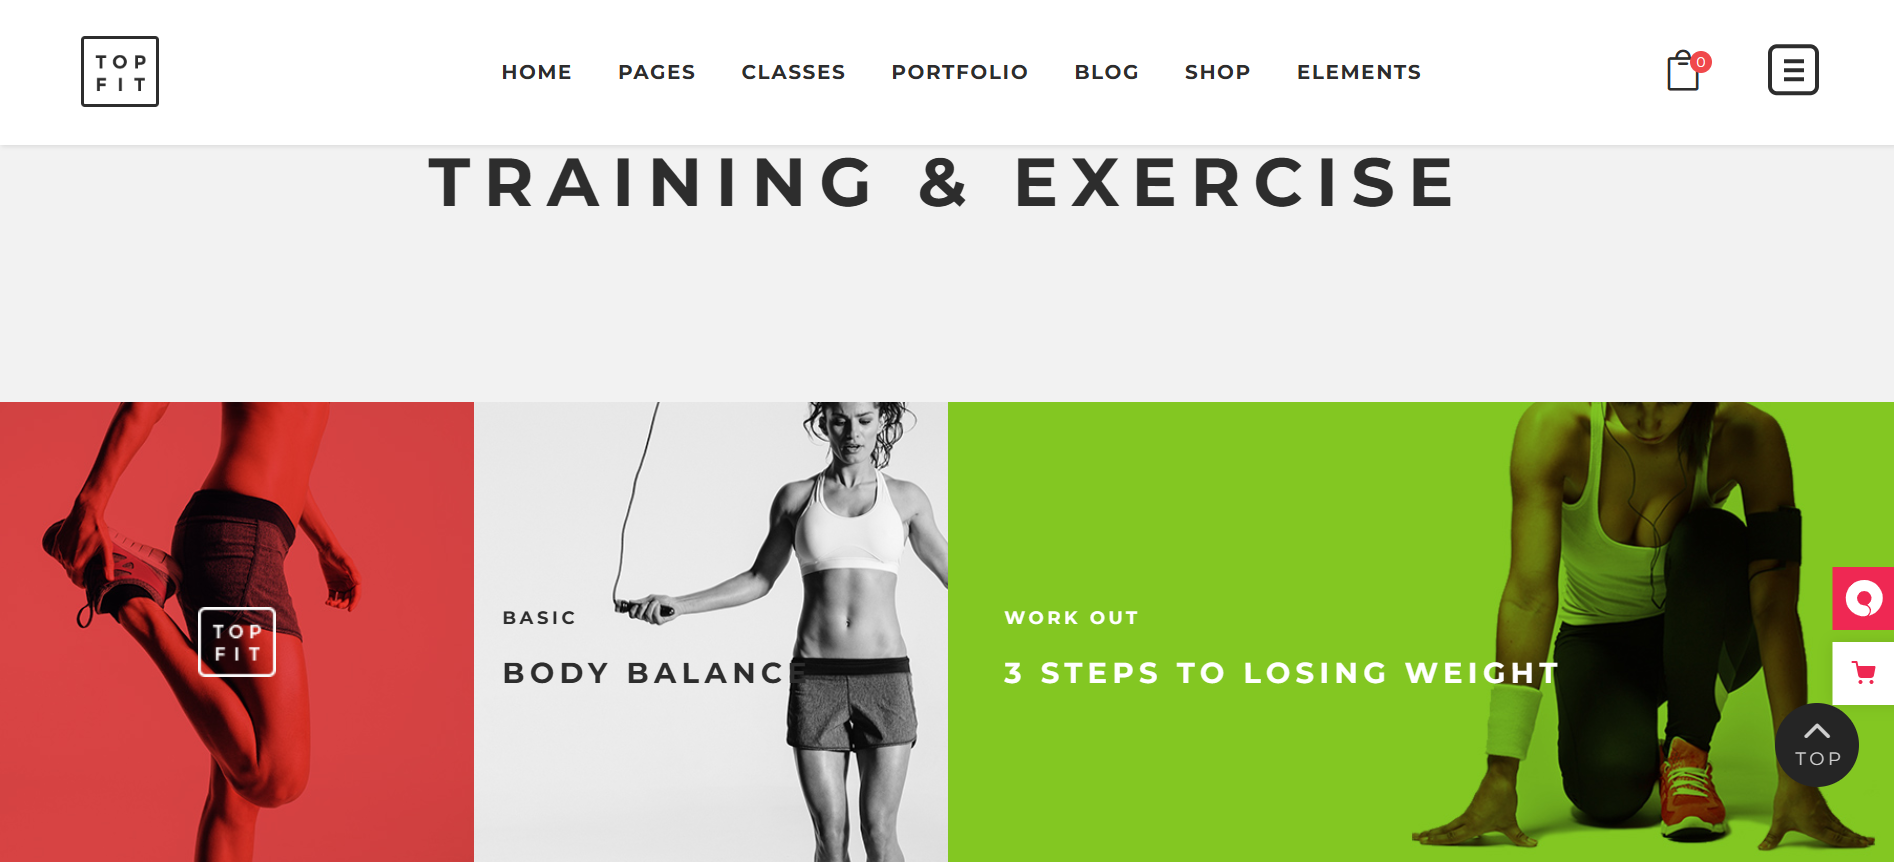 TOP
FIT
HOME PAGES CLASSES PORTFOLIO BLOG SHOP ELEMENTS
0
TRAINING & EXERCISE
TOP
FIT
BASIC
BODY BALANCE
WORK OUT
3 STEPS TO LOSING WEIGHT
TOP